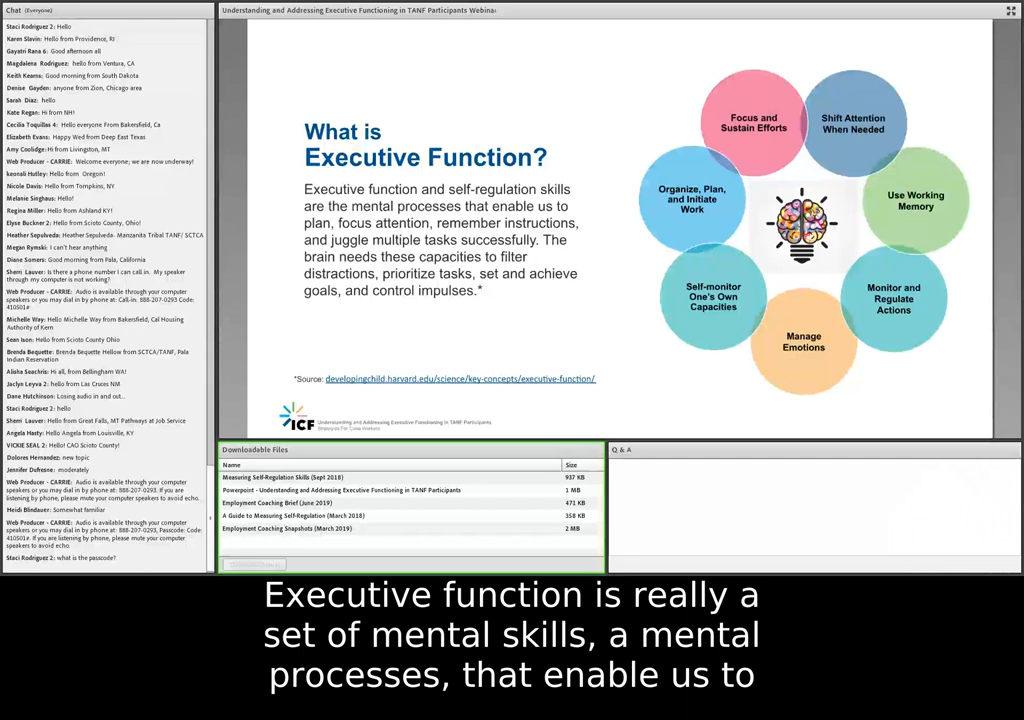 Chat (Everyone)
Staci Rodriguez 2: Hello
Karen Slavin: Hello from Providence, RI
Gayatri Rana 6: Good afternoon all
Magdalena Rodriguez: hello from Ventura, CA
Keith Kearns: Good morning from South Dakota
Denise Gayden: anyone from Zion, Chicago area
Sarah Diaz: hello
Kate Regan: Hi from NH!
Cecilia Toquillas 4: Hello everyone From Bakersfield, Ca
Elizabeth Evans: Happy Wed from Deep East Texas
Amy Coolidge: Hi from Livingston, MT
Web Producer - CARRIE: Welcome everyone; we are now underway!
keonali Hutley: Hello from Oregon!
Nicole Davis: Hello from Tompkins, NY
Melanie Singhaus: Hello!
Regina Miller: Hello from Ashland KY!
Elyse Buckner 2: Hello from Scioto County, Ohio!
Heather Sepulveda: Heather Sepulveda- Manzanita Tribal TANF/ SCTCA
Megan Rymski: I can't hear anything
Diane Somers: Good morning from Pala, California
Sherri Lauver: Is there a phone number I can call in. My speaker
through my computer is not working?
Web Producer - CARRIE: Audio is available through your computer
speakers or you may dial in by phone at: Call-in: 888-207-0293 Code:
410501#
Michelle Way: Hello Michelle Way from Bakersfield, Cal Housing
Authority of Kern
Sean Ison: Hello from Scioto County Ohio
Brenda Bequette: Brenda Bequette Hellow from SCTCA/TANF, Pala
Indian Reservation
Alisha Seachris: Hi all, from Bellingham WA!
Jaclyn Leyva 2: hello from Las Cruces NM
Dane Hutchinson: Losing audio in and out...
Staci Rodriguez 2: hello
Sherri Lauver: Hello from Great Falls, MT Pathways at Job Service
Angela Hasty: Hello Angela from Louisville, KY
VICKIE SEAL 2: Hello! CAO Scioto County!
Dolores Hernandez: new topic
Jennifer Dufresne: moderately
Web Producer - CARRIE: Audio is available through your computer
speakers or you may dial in by phone at: 888-207-0293. If you are
listening by phone, please mute your computer speakers to avoid echo.
Heidi Blindauer: Somewhat familiar
Web Producer - CARRIE: Audio is available through your computer
speakers or you may dial in by phone at: 888-207-0293, Passcode: Code:
410501#. If you are listening by phone, please mute your computer
speakers to avoid echo.
Staci Rodriguez 2: what is the passcode?
Understanding and Addressing Executive Functioning in TANF Participants Webinar
What is
Executive Function?
Executive function and self-regulation skills
are the mental processes that enable us to
plan, focus attention, remember instructions,
and juggle multiple tasks successfully. The
brain needs these capacities to filter
distractions, prioritize tasks, set and achieve
goals, and control impulses.*
*Source: developingchild.harvard.edu/science/key-concepts/executive-function/
ICF
Understanding and Addressing Executive Functioning in TANF Participants
Strategies For Case Workers
Focus and
Sustain Efforts
Shift Attention
When Needed
Organize, Plan,
and Initiate
Work
Use Working
Memory
Self-monitor
One's Own
Capacities
Monitor and
Regulate
Actions
Manage
Emotions
Downloadable Files
Name Size
Measuring Self-Regulation Skills (Sept 2018) 937 KB
Powerpoint - Understanding and Addressing Executive Functioning in TANF Participants 1 MB
Employment Coaching Brief (June 2019) 471 KB
A Guide to Measuring Self-Regulation (March 2018) 358 KB
Employment Coaching Snapshots (March 2019) 2 MB
Q & A
Executive function is really a
set of mental skills, a mental
processes, that enable us to